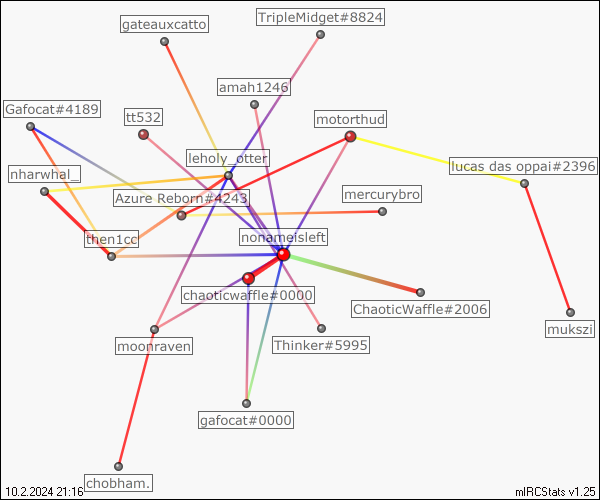 TripleMidget#8824
gateauxcatto
amah1246
Gafocat#4189
tt532
motorthud
leholy_otter
lucas das oppai#2396
nharwhal_
Azure Reborn#4243
mercurybro
then1cc
nonameisleft
chaoticwaffle#0000
ChaoticWaffle#2006
mukszi
moonraven
Thinker#5995
gafocat#0000
chobham.
10.2.2024 21:16
mIRCStats v1.25